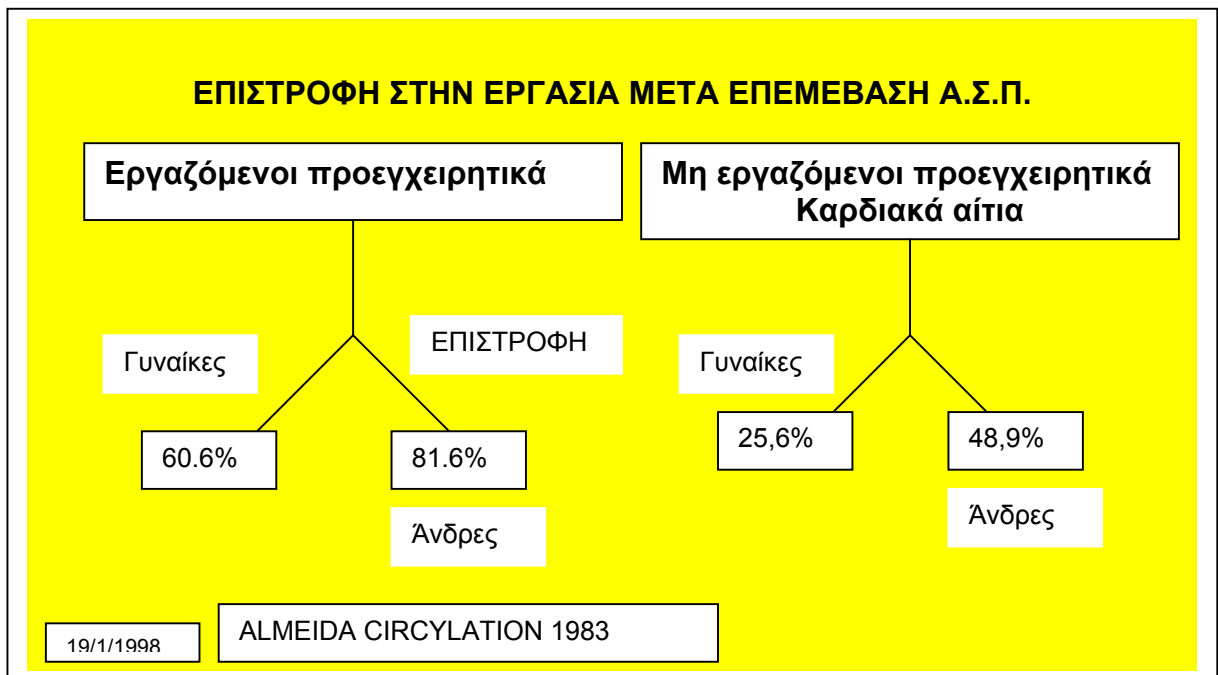 ΕΠΙΣΤΡΟΦΗ ΣΤΗΝ ΕΡΓΑΣΙΑ ΜΕΤΑ ΕΠΕΜΕΒΑΣΗ Α.Σ.Π.
Εργαζόμενοι προεγχειρητικά
Μη εργαζόμενοι προεγχειρητικά
Καρδιακά αίτια
Γυναίκες
ΕΠΙΣΤΡΟΦΗ
Γυναίκες
60.6%
81.6%
25,6%
48,9%
Άνδρες
Άνδρες
19/1/1998
ALMEIDA CIRCYLATION 1983